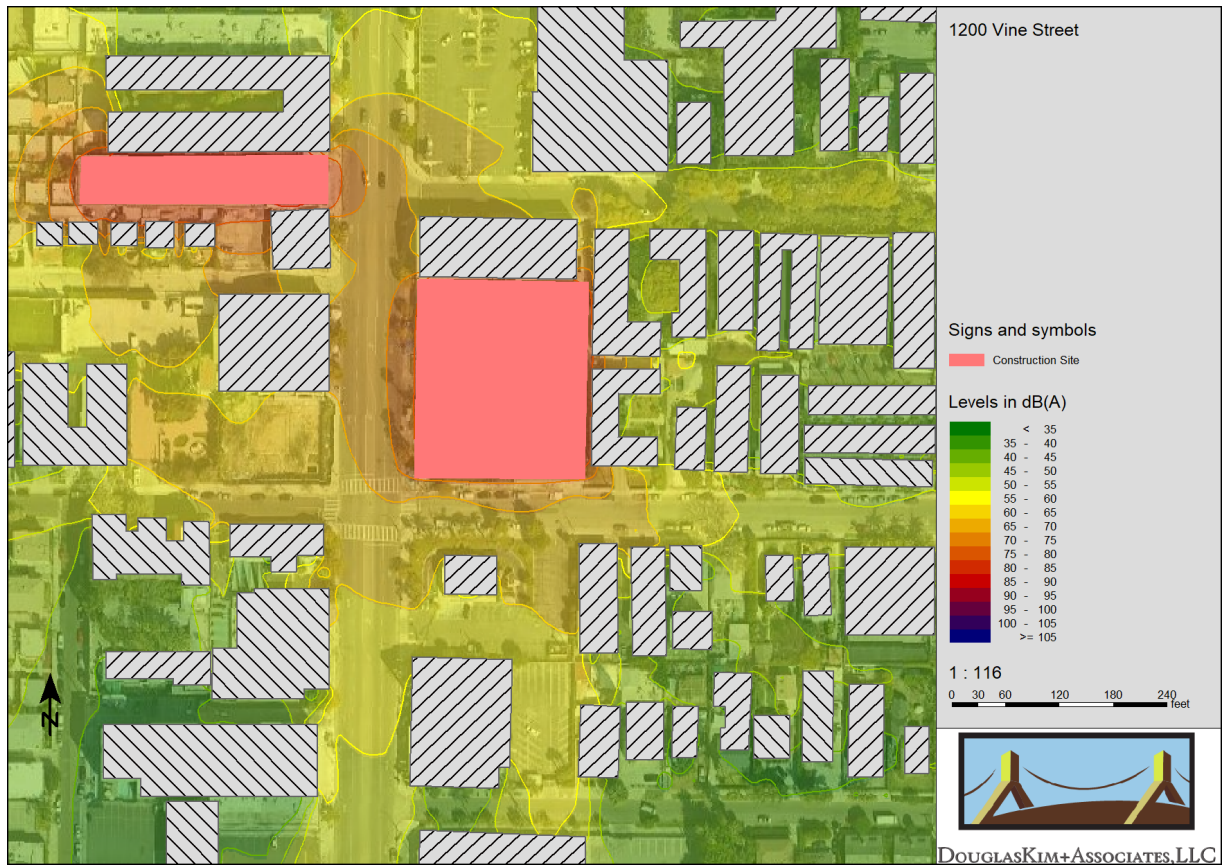 1200 Vine Street
Signs and symbols
Construction Site
Levels in dB(A)
< 35
35 - 40
40 - 45
45 - 50
50 - 55
55 - 60
60 - 65
65 - 70
70 - 75
75 - 80
80 - 85
85 - 90
90 - 95
95 - 100
100 - 105
>= 105
1 : 116
0 30 60 120 180 240
feet
N
DOUGLASKIM+ASSOCIATES, LLC